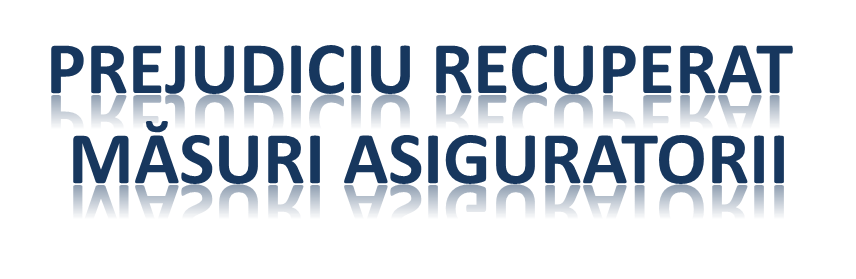 PREJUDICIU RECUPERAT
MĂSURI ASIGURATORII